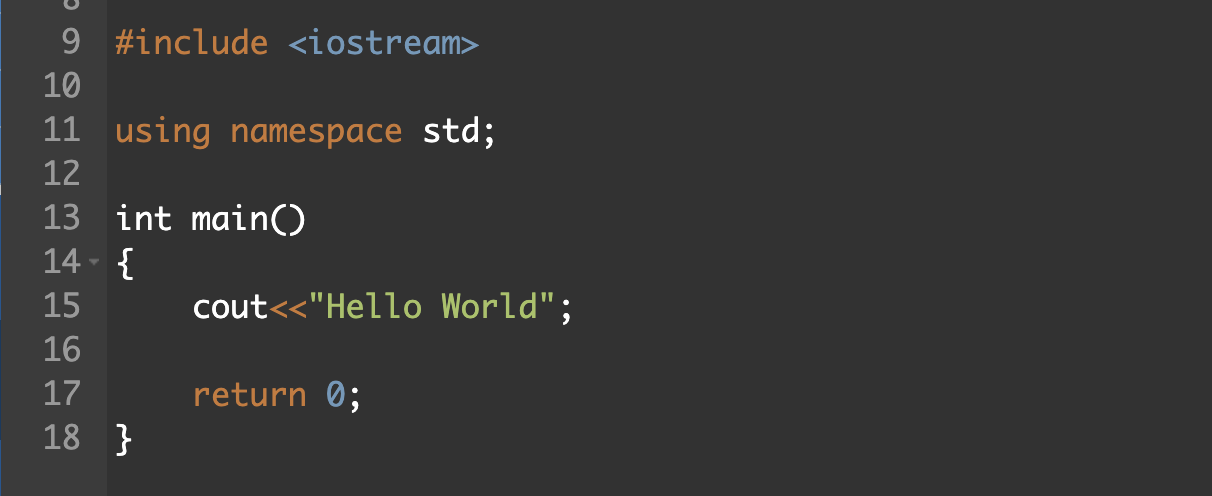 8
9 #include <iostream>
10
11 using namespace std;
12
13 int main()
14 {
15     cout<<"Hello World";
16
17     return 0;
18 }